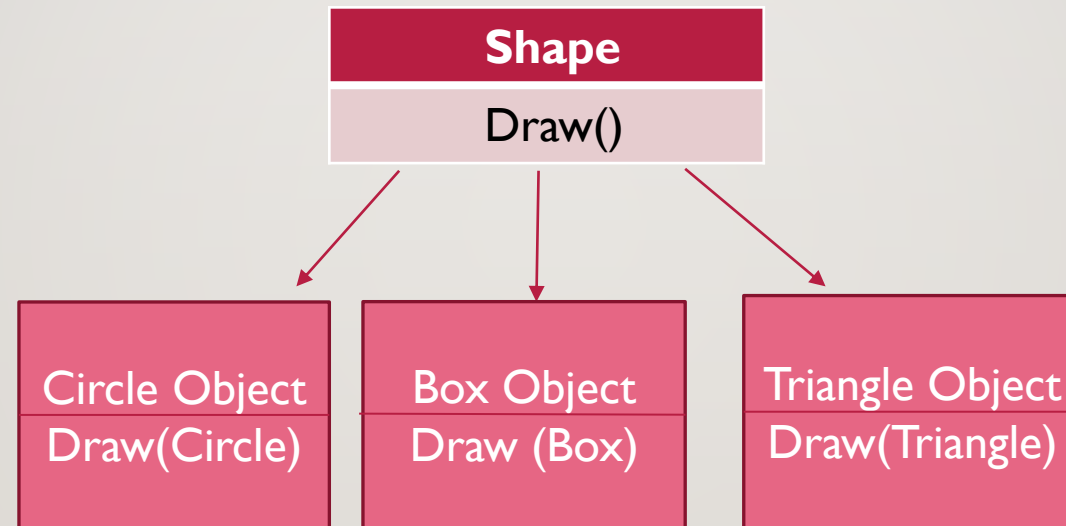 Shape
Draw()
Circle Object
Draw(Circle)
Box Object
Draw (Box)
Triangle Object
Draw(Triangle)